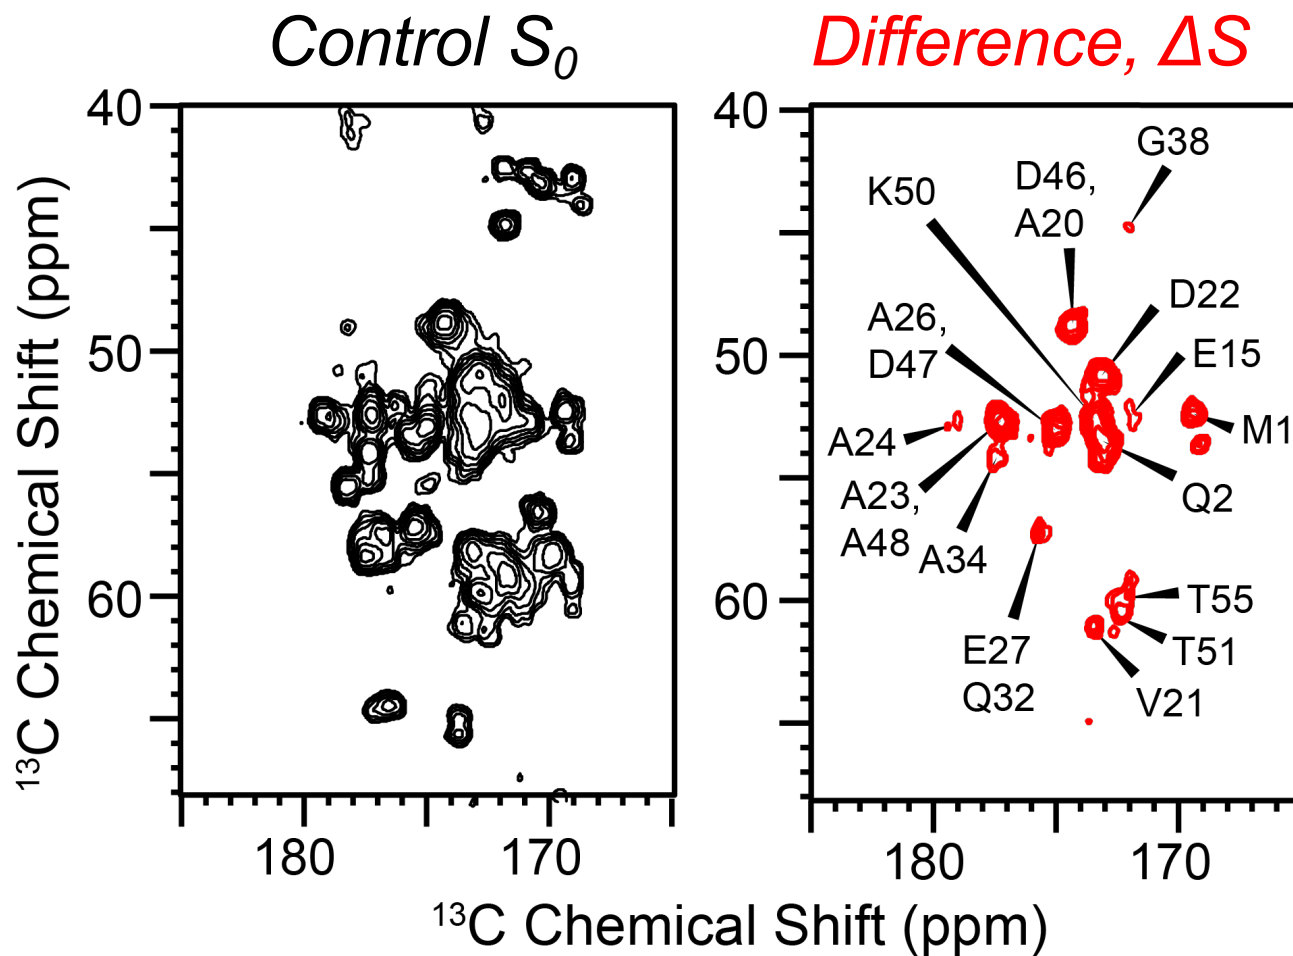 Control S₀
Difference, ΔS
40
50
60
180
170
¹³C Chemical Shift (ppm)
40
50
60
180
170
G38
D46,
A20
K50
D22
A26,
D47
E15
M1
A24
Q2
A23,
A48
A34
E27
Q32
T55
T51
V21
¹³C Chemical Shift (ppm)